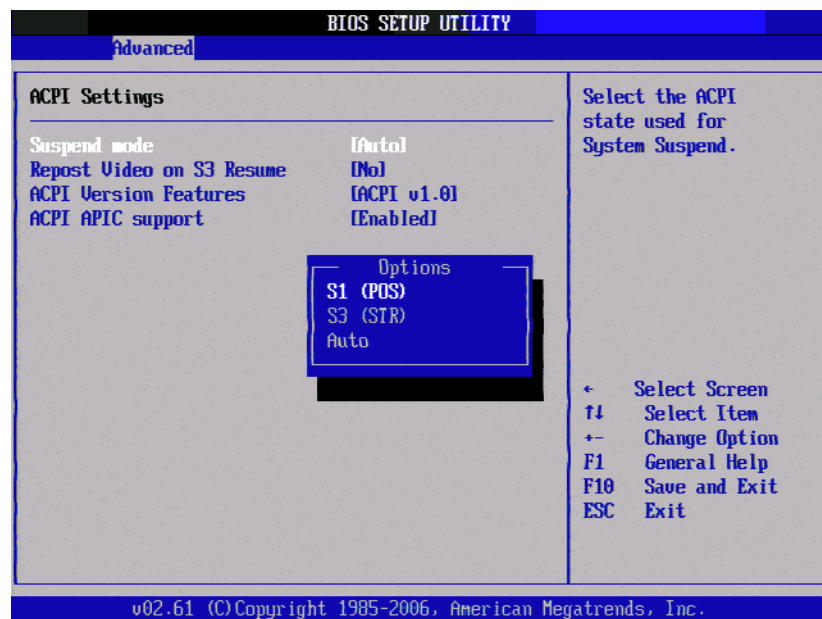 BIOS SETUP UTILITY
Advanced
ACPI Settings
Suspend mode [Auto]
Repost Video on S3 Resume [No]
ACPI Version Features [ACPI v1.0]
ACPI APIC support [Enabled]
Options
S1 (POS)
S3 (STR)
Auto
Select the ACPI
state used for
System Suspend.
← Select Screen
↑↓ Select Item
+- Change Option
F1 General Help
F10 Save and Exit
ESC Exit
v02.61 (C)Copyright 1985-2006, American Megatrends, Inc.